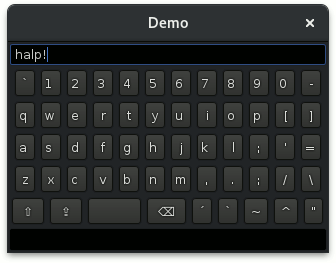 Demo ×
halp!
` 1 2 3 4 5 6 7 8 9 0 -
q w e r t y u i o p [ ]
a s d f g h j k l ; ' =
z x c v b n m , . ; / \
⇧ ⇪ ⌫ ´ ` ~ ^ "